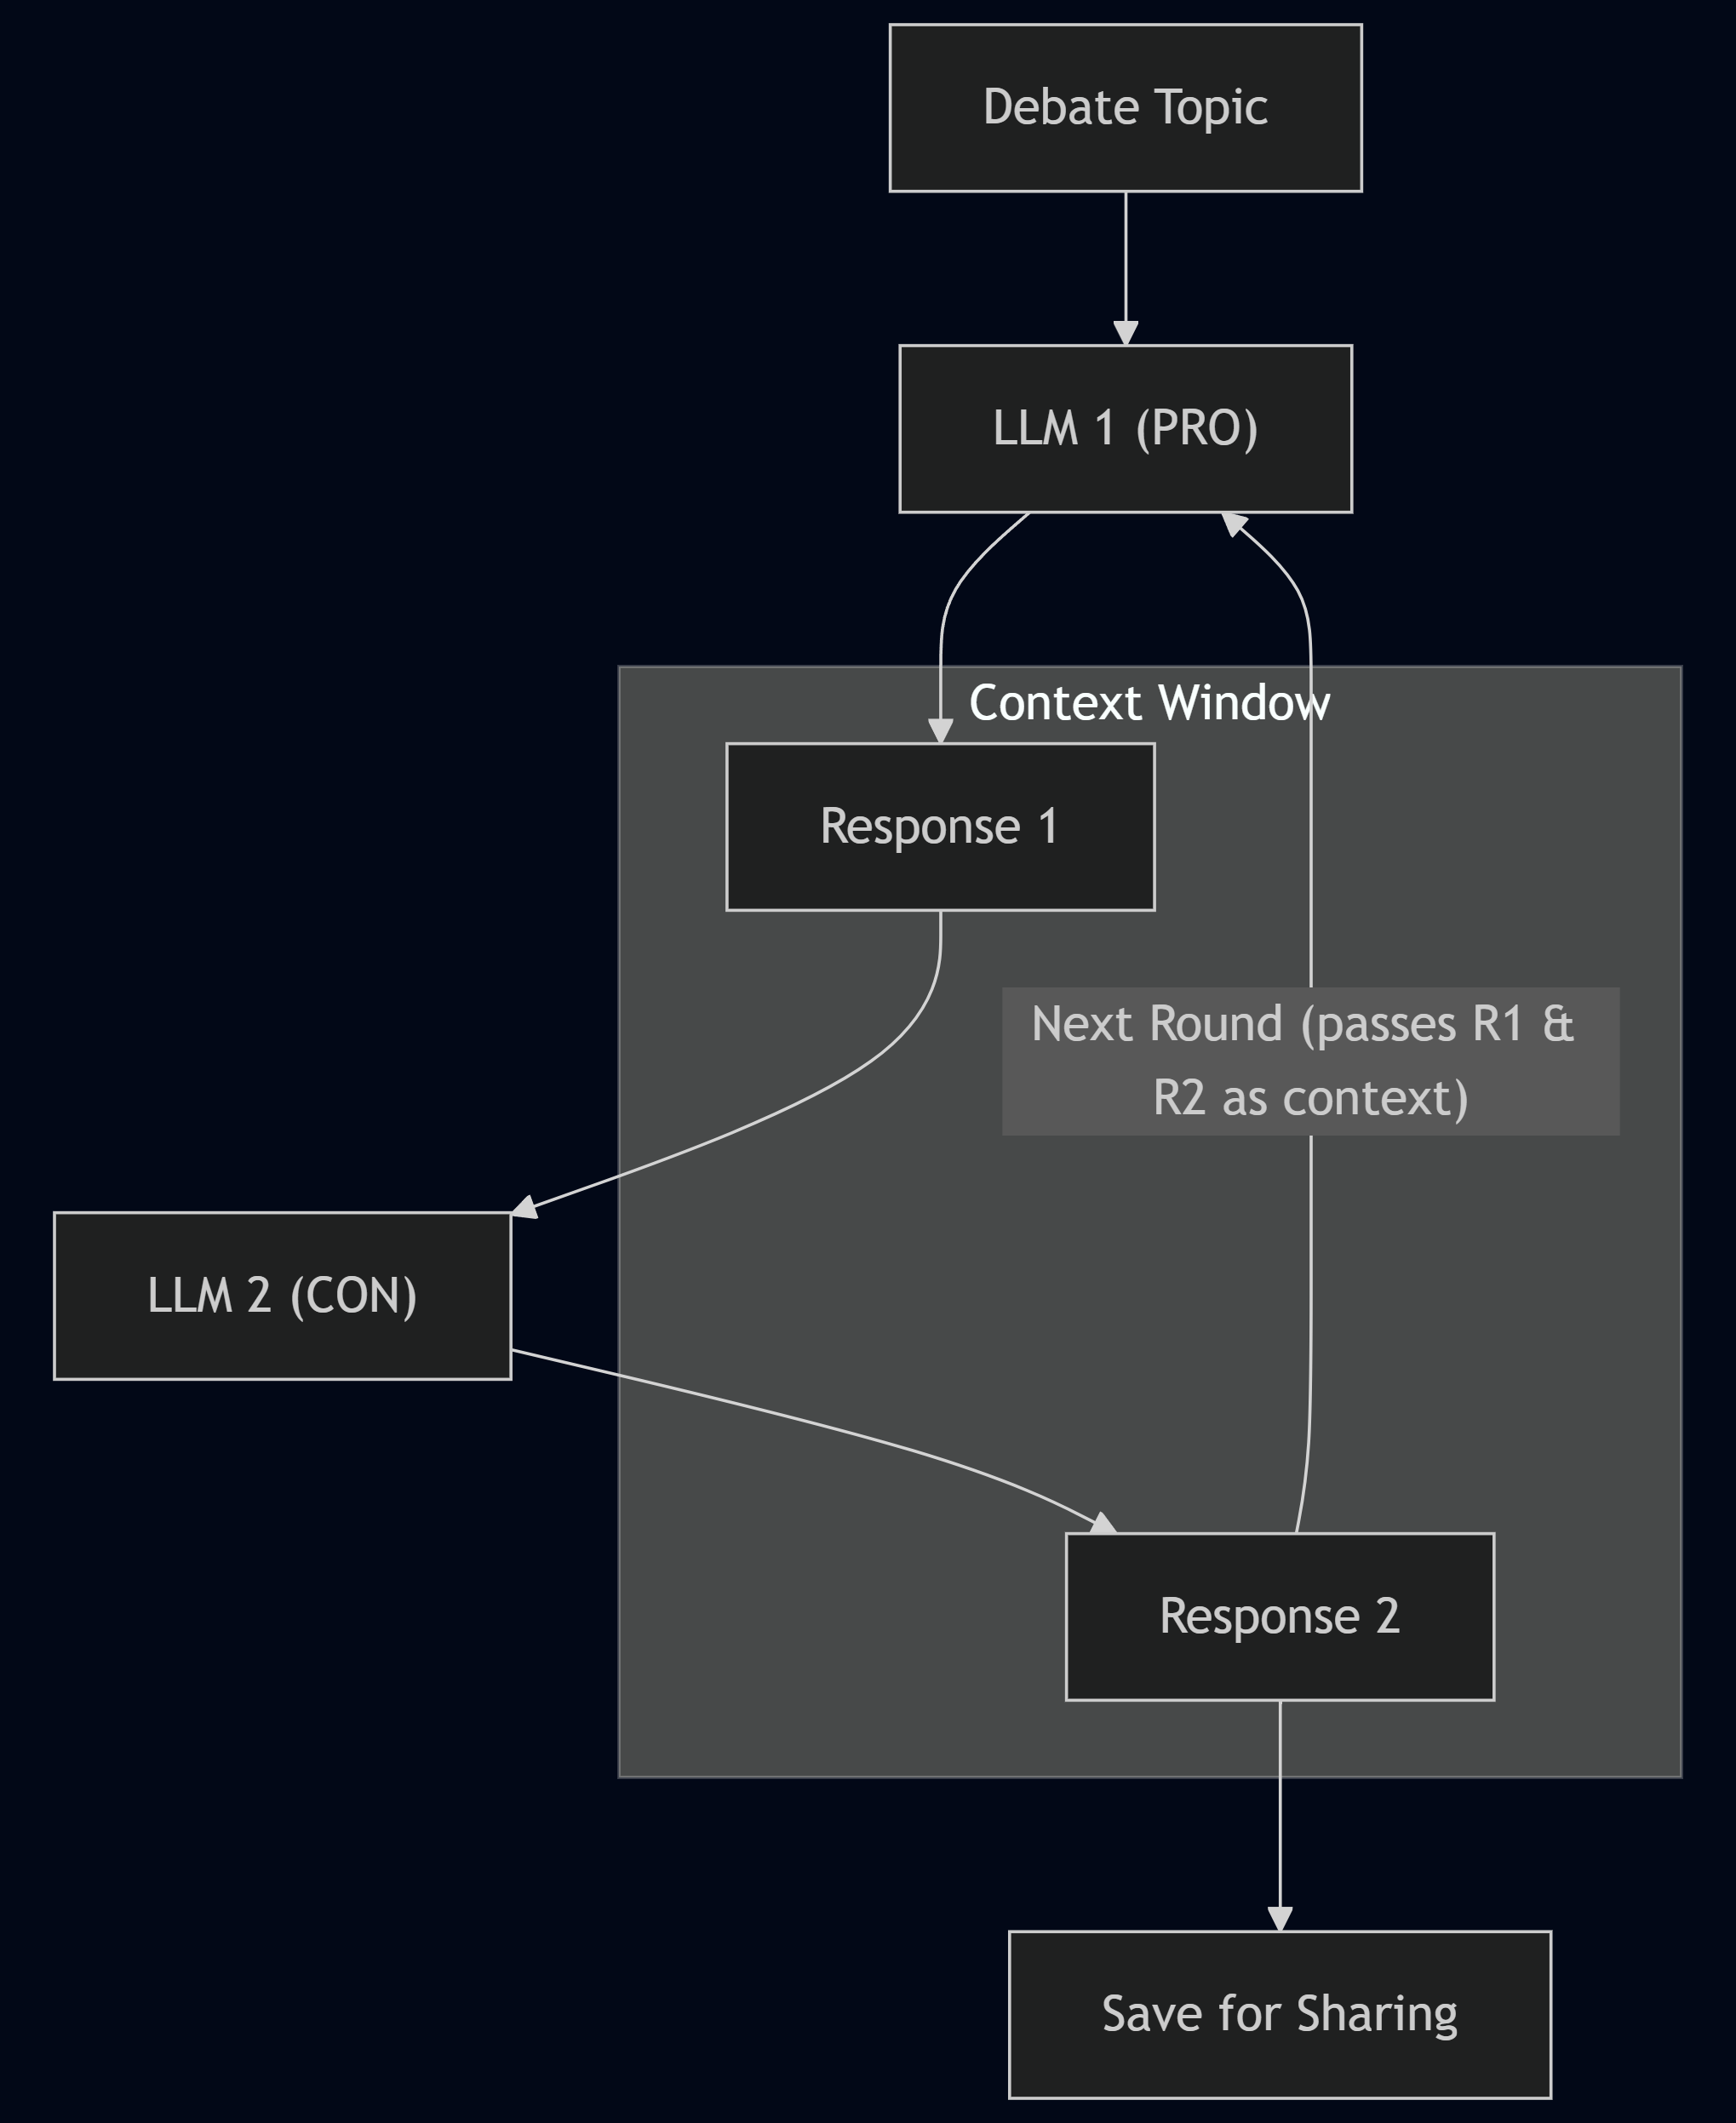 Debate Topic
LLM 1 (PRO)
Context Window
Response 1
Next Round (passes R1 &
R2 as context)
LLM 2 (CON)
Response 2
Save for Sharing